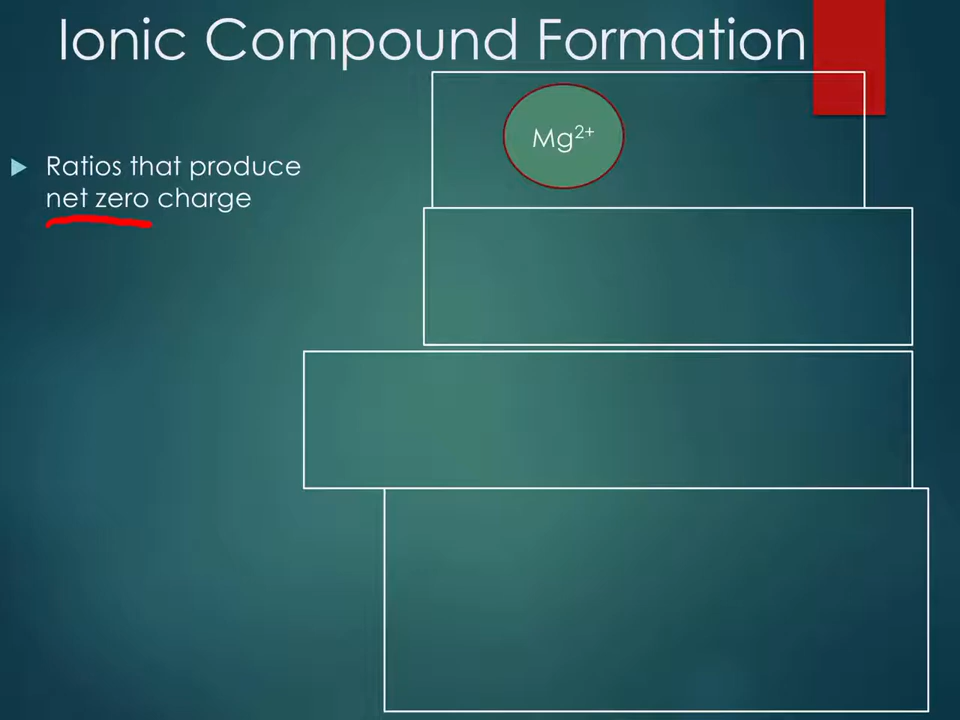 Ionic Compound Formation
Mg²⁺
Ratios that produce
net zero charge